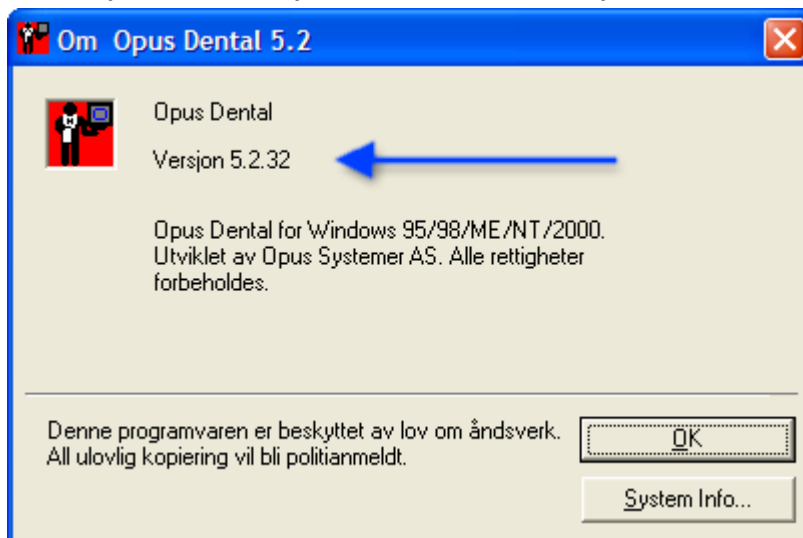 Om Opus Dental 5.2
Opus Dental
Versjon 5.2.32
Opus Dental for Windows 95/98/ME/NT/2000.
Utviklet av Opus Systemer AS. Alle rettigheter
forbeholdes.
Denne programvaren er beskyttet av lov om åndsverk.
All ulovlig kopiering vil bli politianmeldt.
OK
System Info...